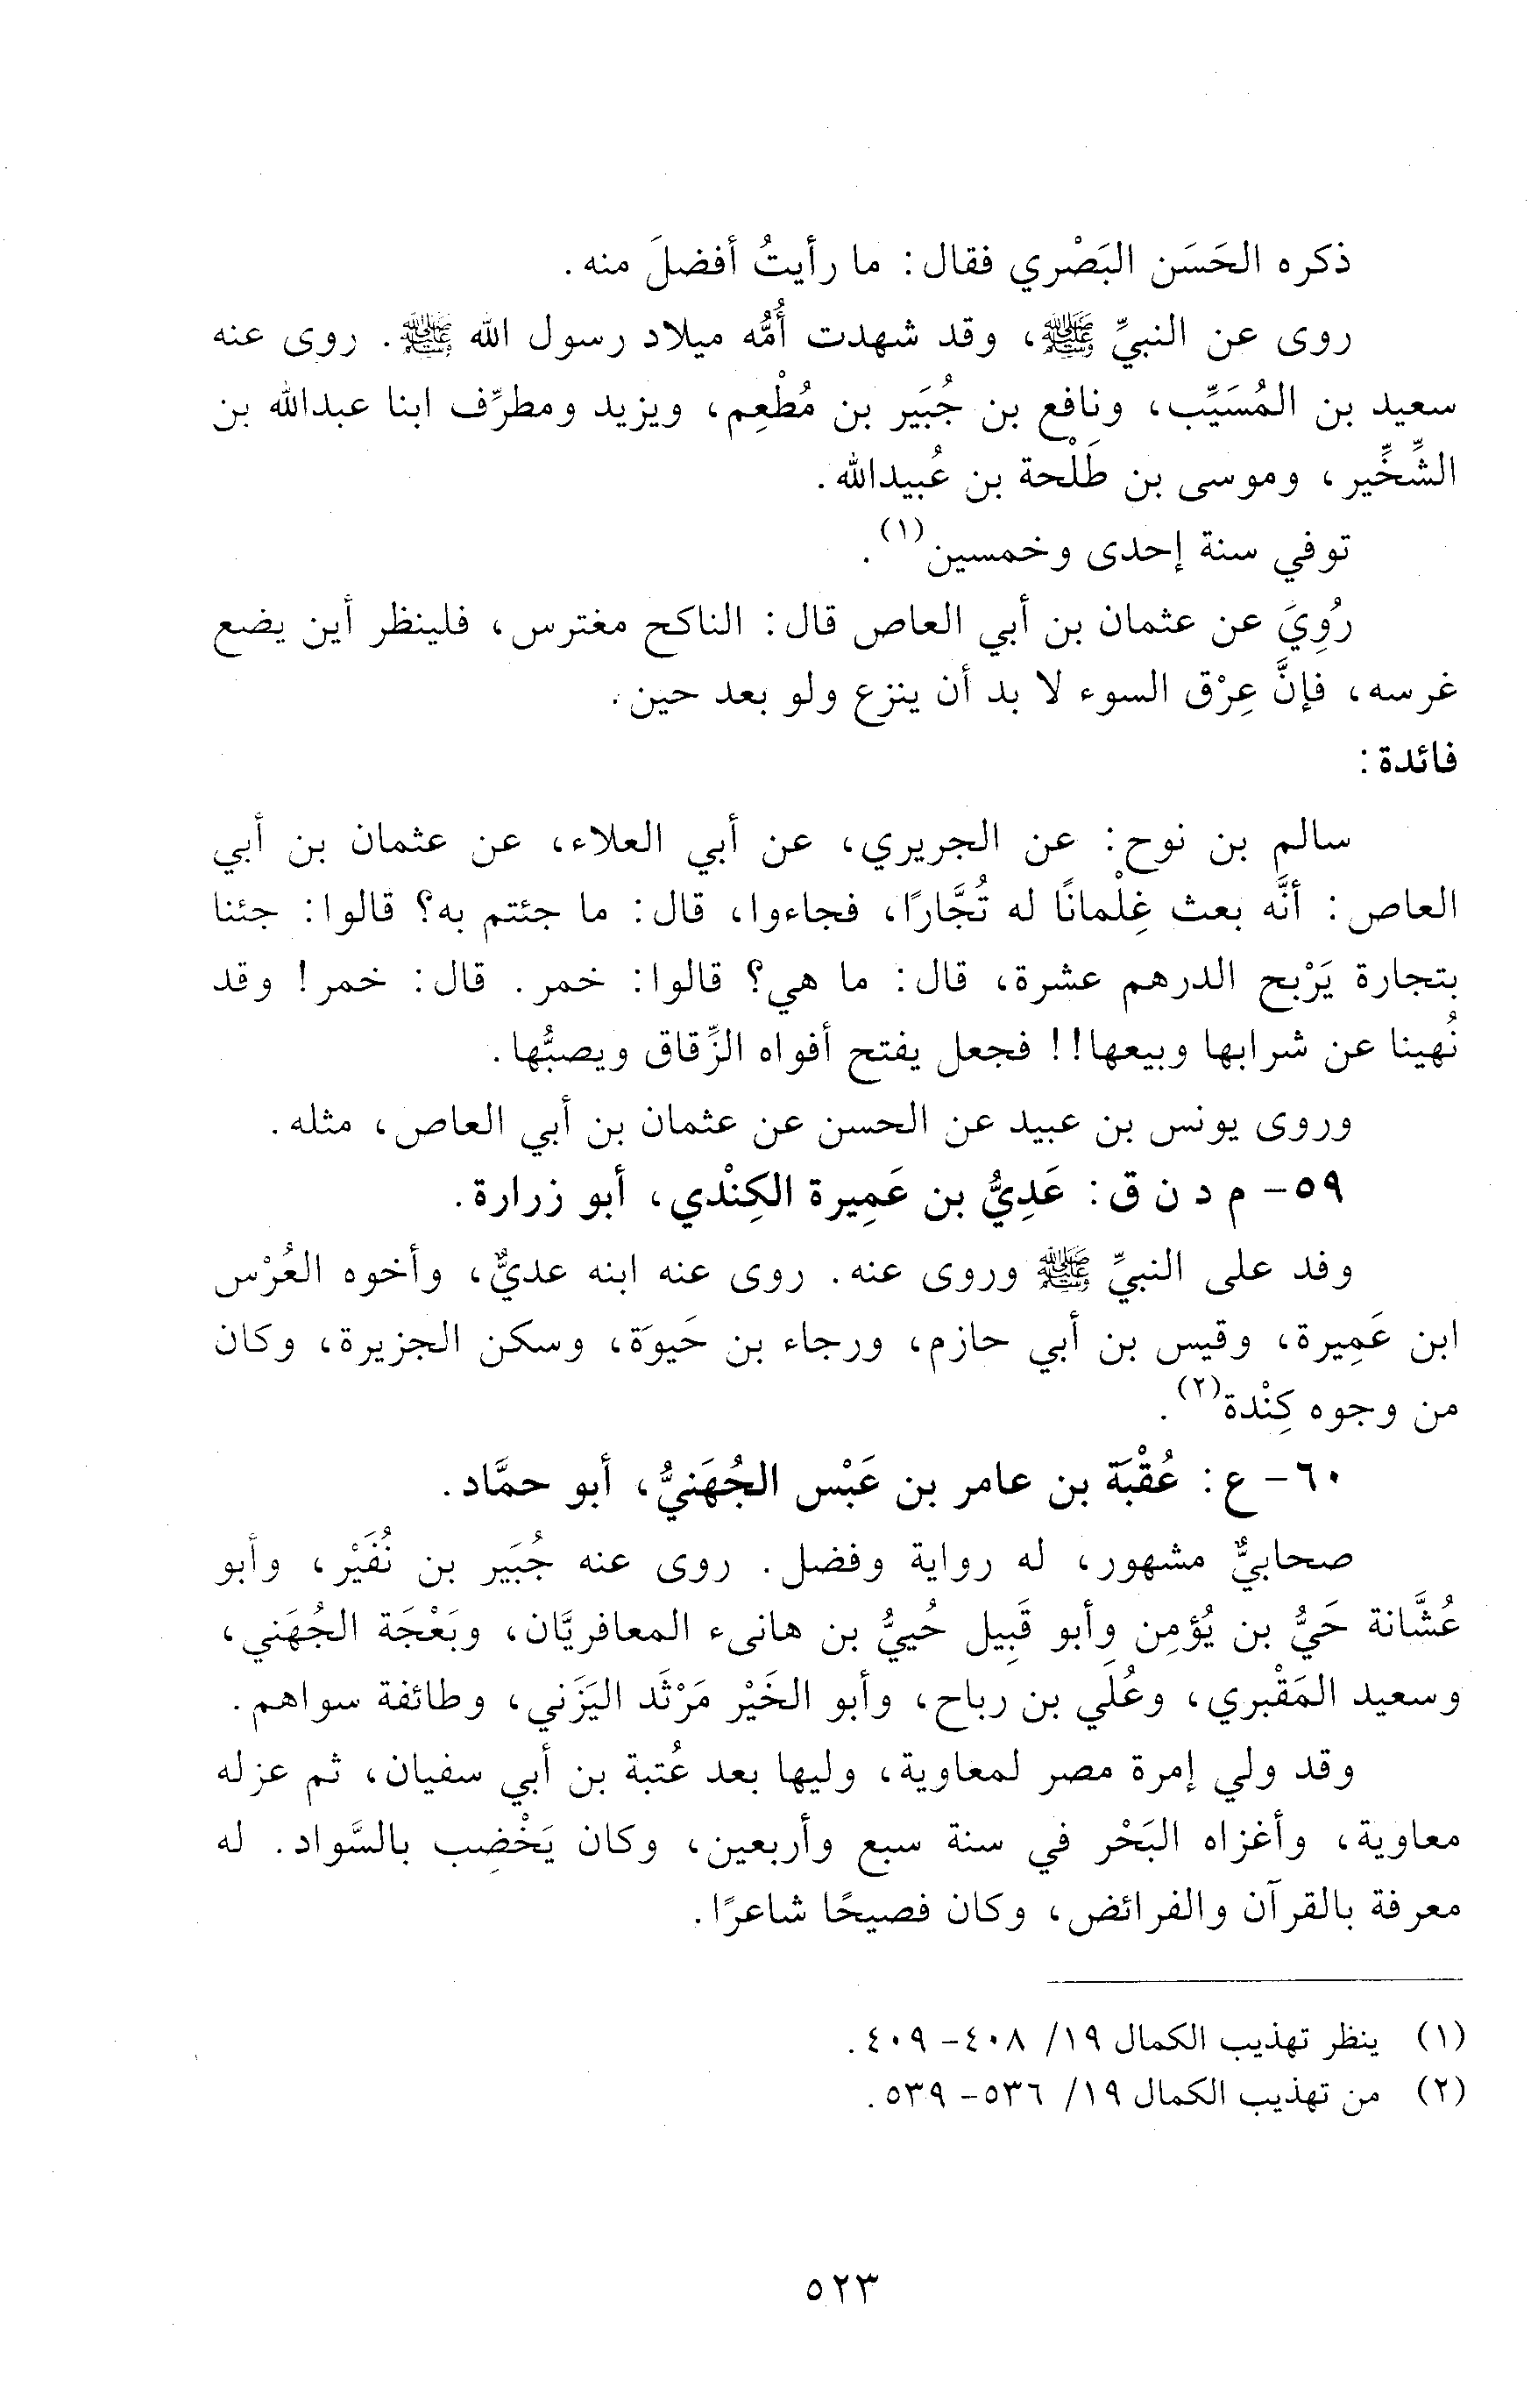 ذكره الحَسَن البَصْري فقال: ما رأيتُ أفضلَ منه.
روى عن النبيِّ ﷺ، وقد شهدت أُمُّه ميلاد رسول الله ﷺ. روى عنه
سعيد بن المُسَيِّب، ونافع بن جُبَير بن مُطْعِم، ويزيد ومطرِّف ابنا عبدالله بن
الشِّخِّير، وموسى بن طَلْحة بن عُبيدالله.
توفي سنة إحدى وخمسين(١).
رُوِيَ عن عثمان بن أبي العاص قال: الناكح مغترس، فلينظر أين يضع
غرسه، فإنَّ عِرْق السوء لا بد أن ينزع ولو بعد حين.
فائدة:
سالم بن نوح: عن الجريري، عن أبي العلاء، عن عثمان بن أبي
العاص: أنَّه بعث غِلْمانًا له تُجَّارًا، فجاءوا، قال: ما جئتم به؟ قالوا: جئنا
بتجارة يَرْبح الدرهم عشرة، قال: ما هي؟ قالوا: خمر. قال: خمر! وقد
نُهينا عن شرابها وبيعها!! فجعل يفتح أفواه الزِّقاق ويصبُّها.
وروى يونس بن عبيد عن الحسن عن عثمان بن أبي العاص، مثله.
٥٩- م د ن ق: عَدِيُّ بن عَمِيرة الكِنْدي، أبو زرارة.
وفد على النبيِّ ﷺ وروى عنه. روى عنه ابنه عديٌّ، وأخوه العُرْس
ابن عَمِيرة، وقيس بن أبي حازم، ورجاء بن حَيوَة، وسكن الجزيرة، وكان
من وجوه كِنْدة(٢).
٦٠- ع: عُقْبَة بن عامر بن عَبْس الجُهَنيُّ، أبو حمَّاد.
صحابيٌّ مشهور، له رواية وفضل. روى عنه جُبَير بن نُفَيْر، وأبو
عُشَّانة حَيُّ بن يُؤمِن وأبو قَبِيل حُييُّ بن هانىء المعافريَّان، وبَعْجَة الجُهَني،
وسعيد المَقْبري، وعُلَي بن رباح، وأبو الخَيْر مَرْثَد اليَزَني، وطائفة سواهم.
وقد ولي إمرة مصر لمعاوية، وليها بعد عُتبة بن أبي سفيان، ثم عزله
معاوية، وأغزاه البَحْر في سنة سبع وأربعين، وكان يَخْضِب بالسَّواد. له
معرفة بالقرآن والفرائض، وكان فصيحًا شاعرًا.
(١) ينظر تهذيب الكمال ١٩/ ٤٠٨- ٤٠٩.
(٢) من تهذيب الكمال ١٩/ ٥٣٦- ٥٣٩.
٥٢٣